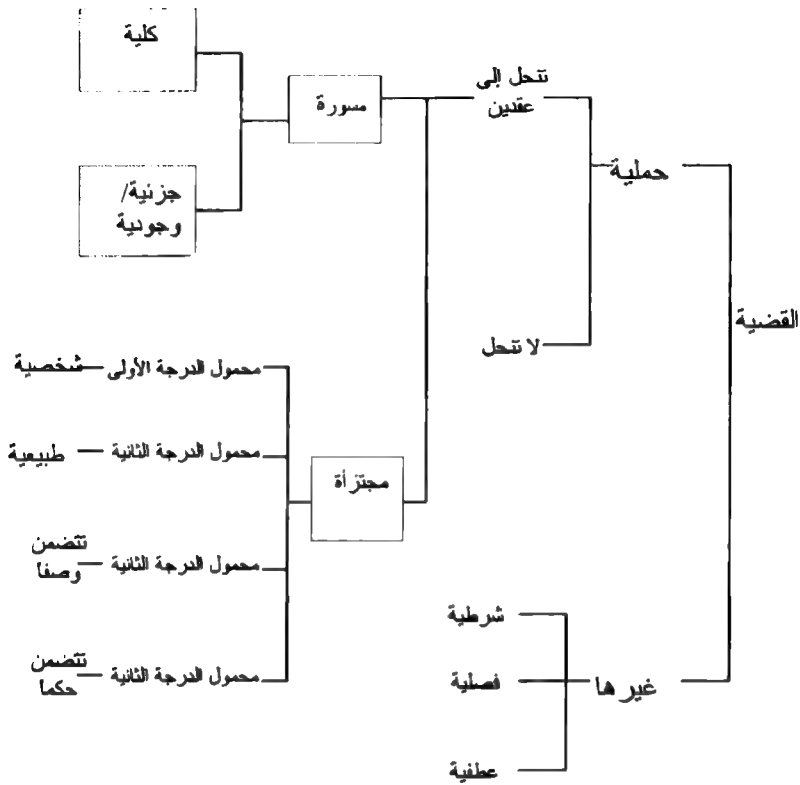 القضية
حملية
تتحل إلى
عقدين
مسورة
كلية
جزئية/
وجودية
مجتزأة
محمول الدرجة الأولى
شخصية
محمول الدرجة الثانية
طبيعية
محمول الدرجة الثانية
تتضمن
وصفا
محمول الدرجة الثانية
تتضمن
حكما
لا تنحل
غيرها
شرطية
فصلية
عطفية